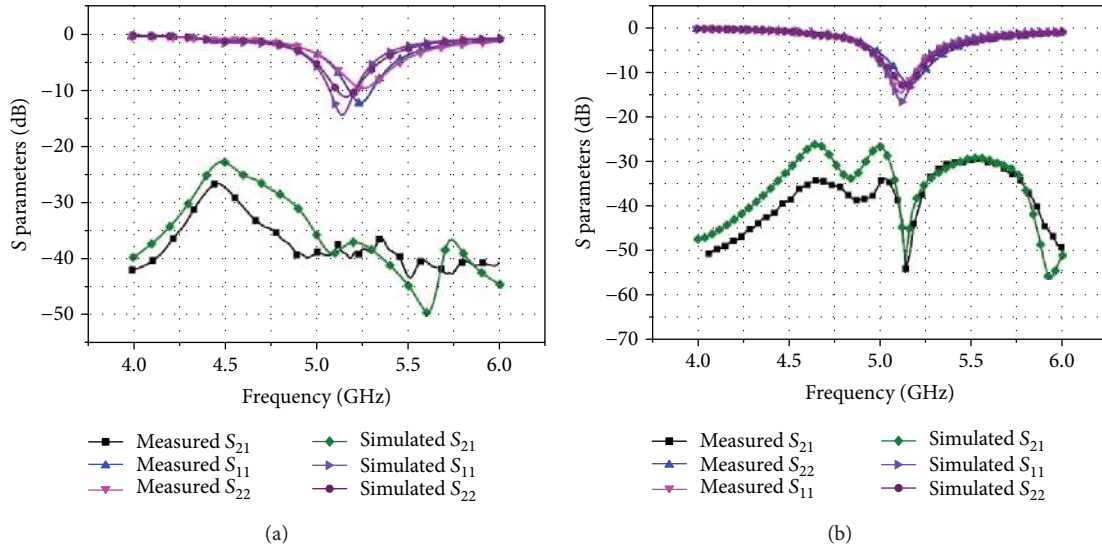 0
−10
−20
−30
−40
−50
S parameters (dB)
4.0 4.5 5.0 5.5 6.0
Frequency (GHz)
Measured S21
Measured S11
Measured S22
Simulated S21
Simulated S11
Simulated S22
(a)
0
−10
−20
−30
−40
−50
−60
−70
S parameters (dB)
4.0 4.5 5.0 5.5 6.0
Frequency (GHz)
Measured S21
Measured S22
Measured S11
Simulated S21
Simulated S11
Simulated S22
(b)